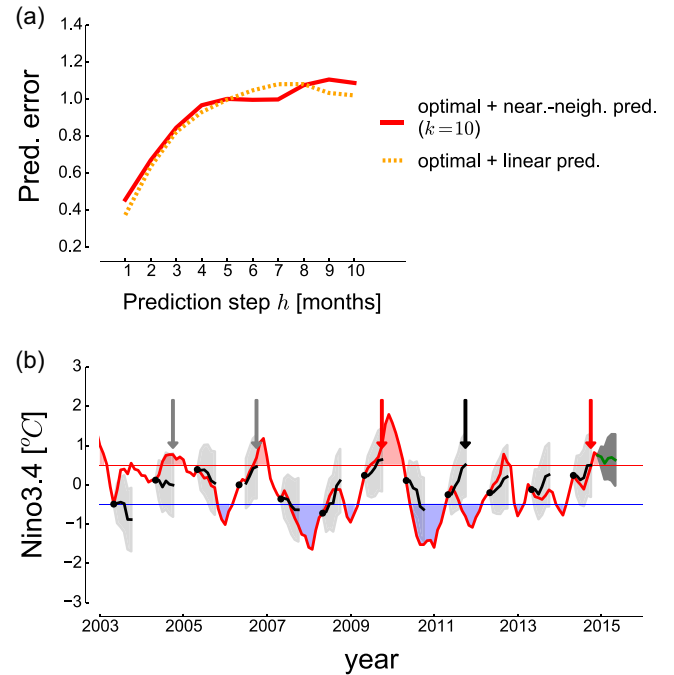 (a)
1.4
1.2
1.0
0.8
0.6
0.4
0.2
Pred. error
1 2 3 4 5 6 7 8 9 10
Prediction step h [months]
optimal + near.-neigh. pred.
(k = 10)
optimal + linear pred.
(b)
3
2
1
0
−1
−2
−3
Nino3.4 [°C]
2003 2005 2007 2009 2011 2013 2015
year